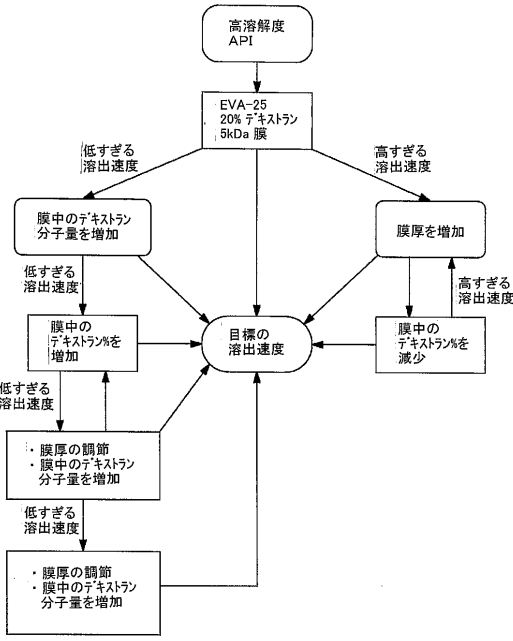 高溶解度
API
EVA-25
20% デキストラン
5kDa 膜
低すぎる
溶出速度
高すぎる
溶出速度
膜中のデキストラン
分子量を増加
膜厚を増加
低すぎる
溶出速度
高すぎる
溶出速度
膜中の
デキストラン%を
増加
目標の
溶出速度
膜中の
デキストラン%を
減少
低すぎる
溶出速度
・膜厚の調節
・膜中のデキストラン
分子量を増加
低すぎる
溶出速度
・膜厚の調節
・膜中のデキストラン
分子量を増加